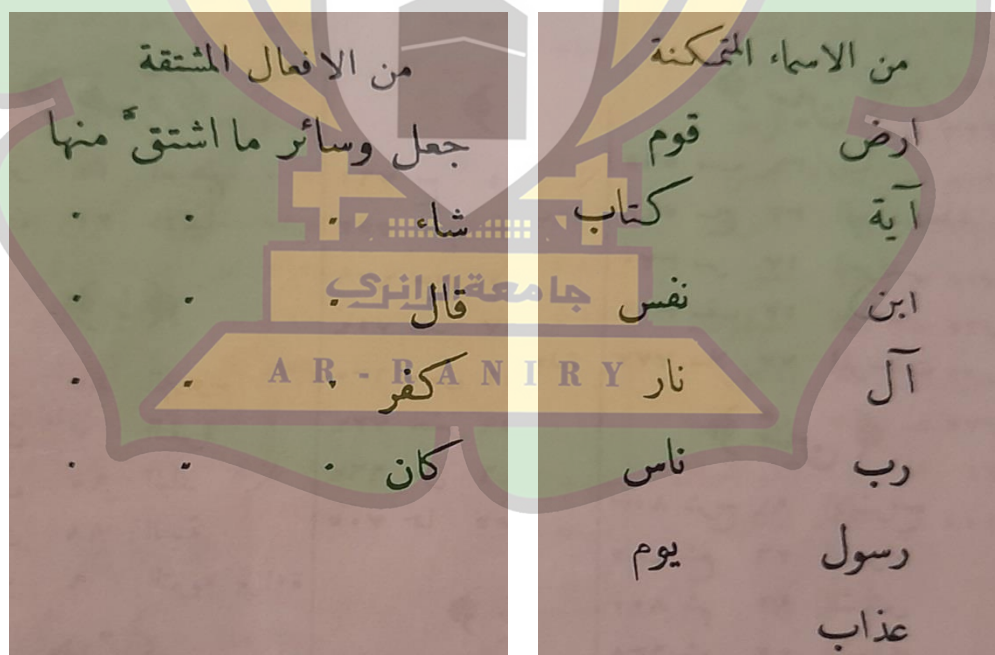 من الاسماء المتمكنة
ارض قوم
آية كتاب
ابن نفس
آل نار
رب ناس
رسول يوم
عذاب
من الافعال المشتقة
جعل وسائر ما اشتقّ منها
شاء . . .
قال . . .
كفر . . .
كان . . .
جامعة الرانري
AR-RANIRY